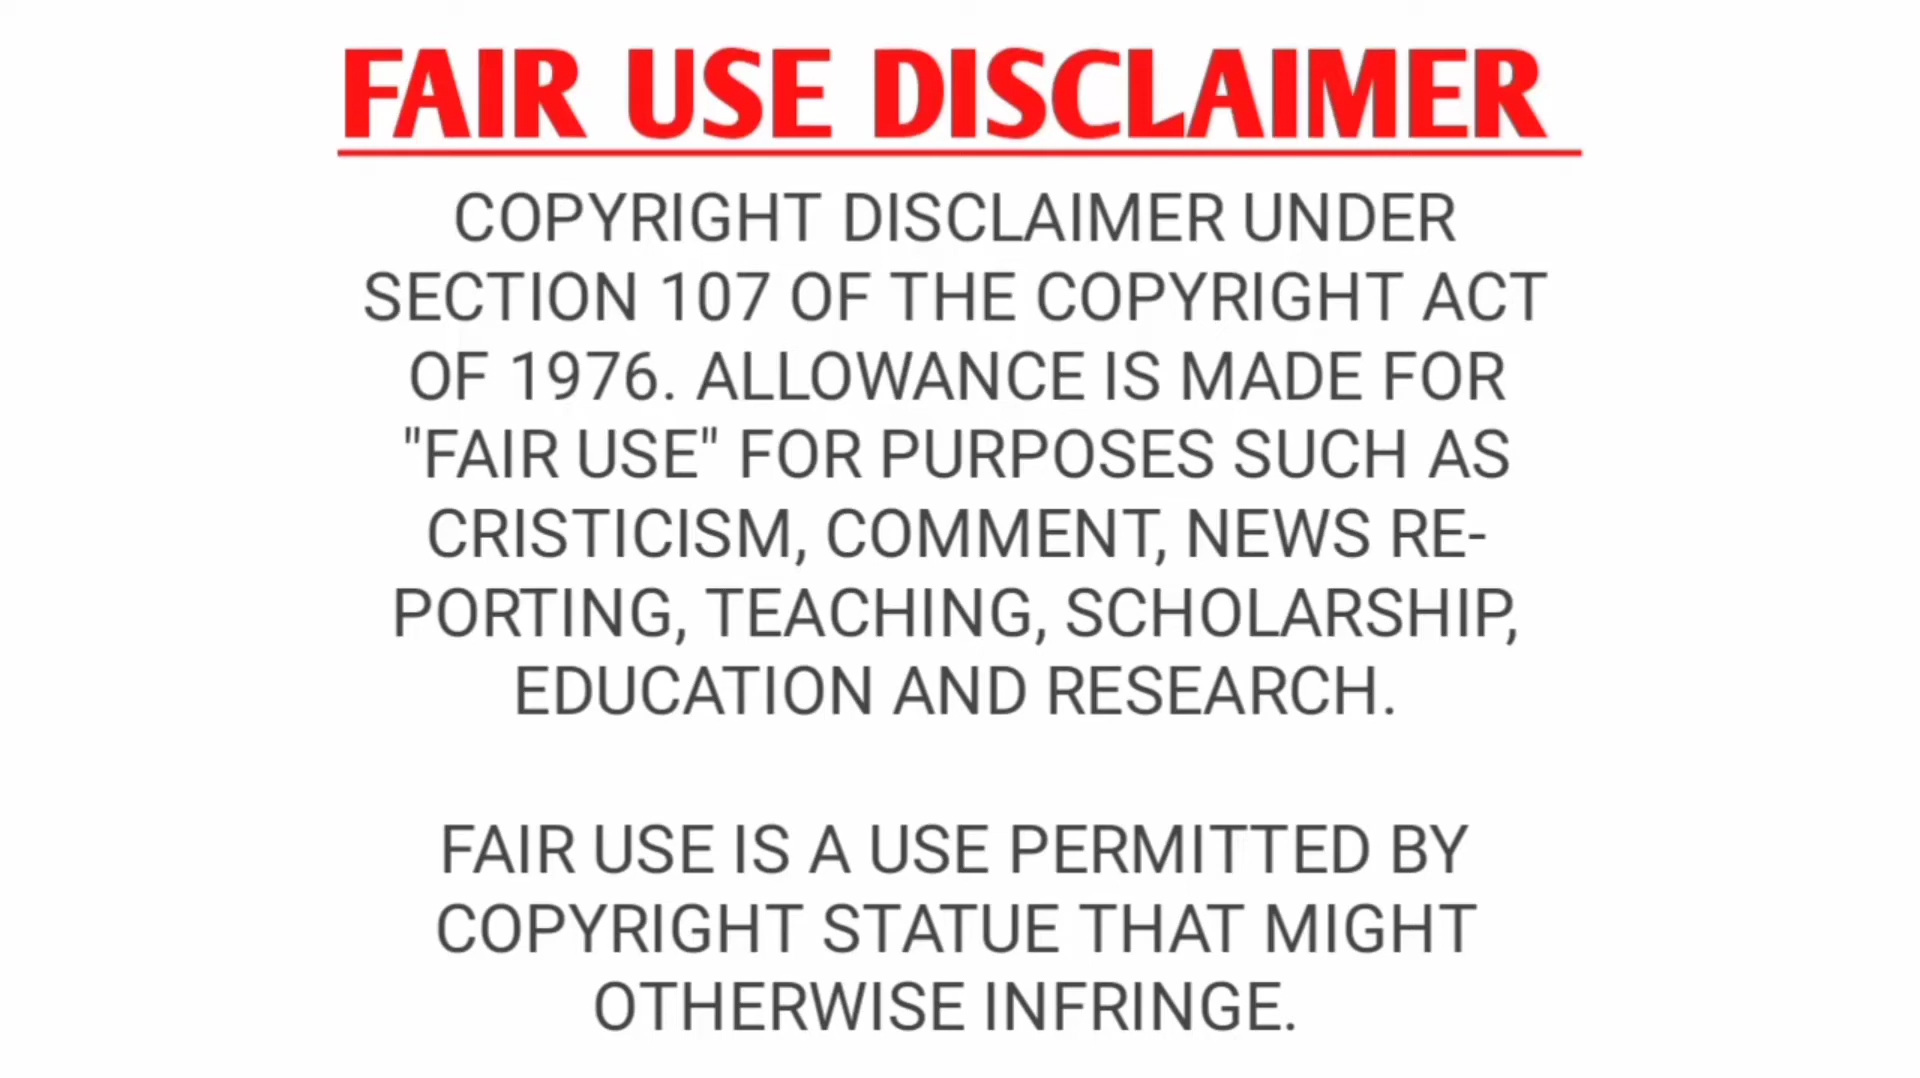 FAIR USE DISCLAIMER
COPYRIGHT DISCLAIMER UNDER
SECTION 107 OF THE COPYRIGHT ACT
OF 1976. ALLOWANCE IS MADE FOR
"FAIR USE" FOR PURPOSES SUCH AS
CRISTICISM, COMMENT, NEWS RE-
PORTING, TEACHING, SCHOLARSHIP,
EDUCATION AND RESEARCH.
FAIR USE IS A USE PERMITTED BY
COPYRIGHT STATUE THAT MIGHT
OTHERWISE INFRINGE.